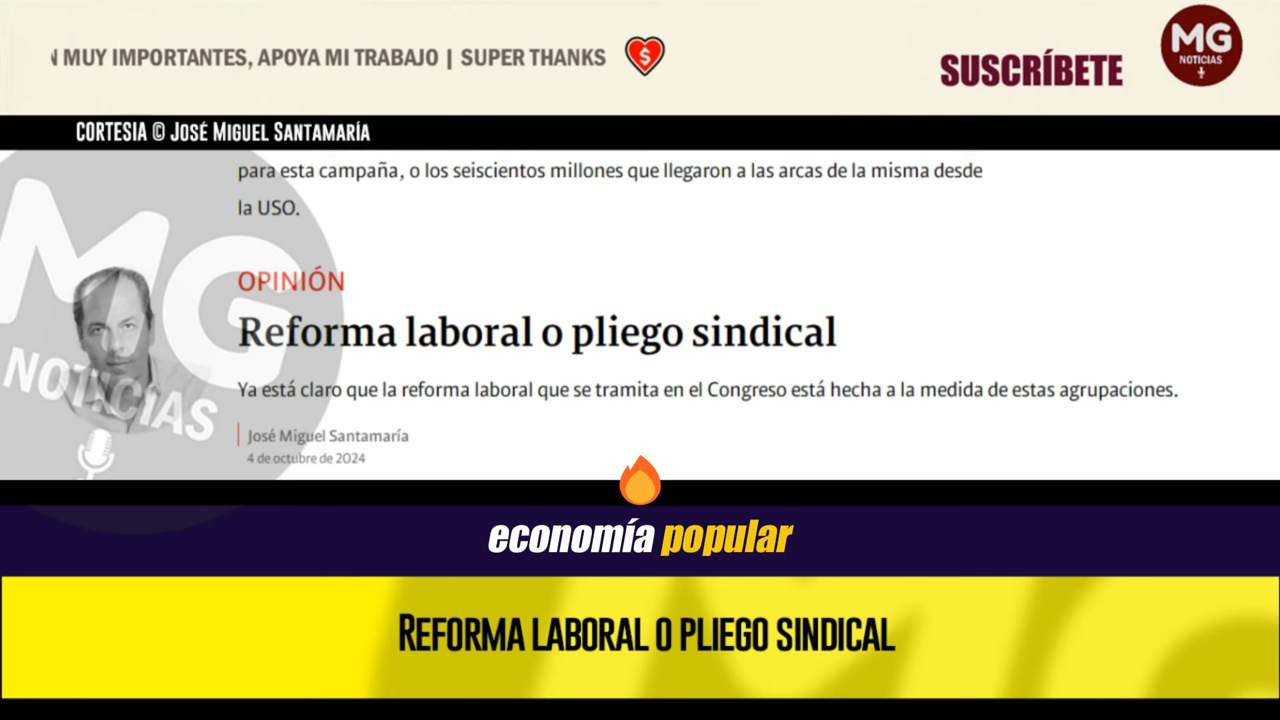 MUY IMPORTANTES, APOYA MI TRABAJO | SUPER THANKS
$
SUSCRÍBETE
MG
NOTICIAS
CORTESIA © JOSÉ MIGUEL SANTAMARÍA
para esta campaña, o los seiscientos millones que llegaron a las arcas de la misma desde
la USO.
MG
NOTICIAS
OPINIÓN
Reforma laboral o pliego sindical
Ya está claro que la reforma laboral que se tramita en el Congreso está hecha a la medida de estas agrupaciones.
José Miguel Santamaría
4 de octubre de 2024
economía popular
REFORMA LABORAL O PLIEGO SINDICAL